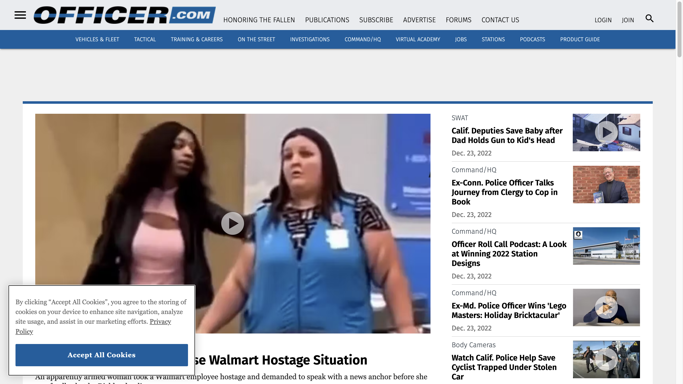 OFFICER.COM
HONORING THE FALLEN PUBLICATIONS SUBSCRIBE ADVERTISE FORUMS CONTACT US
LOGIN JOIN
VEHICLES & FLEET TACTICAL TRAINING & CAREERS ON THE STREET INVESTIGATIONS COMMAND/HQ VIRTUAL ACADEMY JOBS STATIONS PODCASTS PRODUCT GUIDE
se Walmart Hostage Situation
An apparently armed woman took a Walmart employee hostage and demanded to speak with a news anchor before she
SWAT
Calif. Deputies Save Baby after
Dad Holds Gun to Kid's Head
Dec. 23, 2022
Command/HQ
Ex-Conn. Police Officer Talks
Journey from Clergy to Cop in
Book
Dec. 23, 2022
Command/HQ
Officer Roll Call Podcast: A Look
at Winning 2022 Station
Designs
Dec. 23, 2022
Command/HQ
Ex-Md. Police Officer Wins 'Lego
Masters: Holiday Bricktacular'
Dec. 23, 2022
Body Cameras
Watch Calif. Police Help Save
Cyclist Trapped Under Stolen
Car
By clicking "Accept All Cookies", you agree to the storing of
cookies on your device to enhance site navigation, analyze
site usage, and assist in our marketing efforts. Privacy
Policy
Accept All Cookies